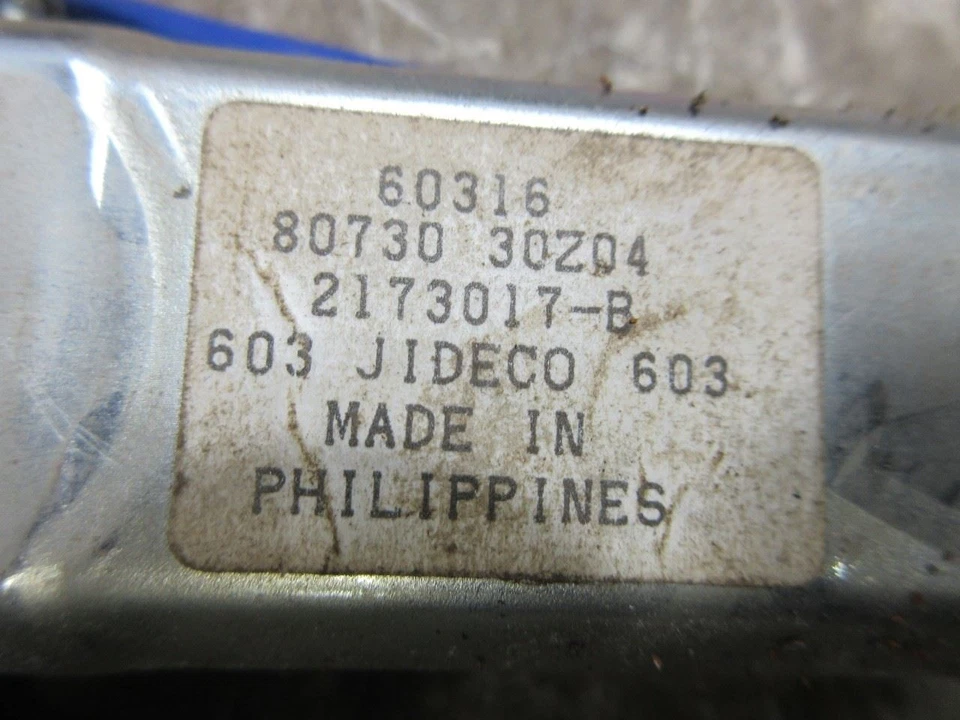 60316
80730 30Z04
2173017-B
603 JIDECO 603
MADE IN
PHILIPPINES